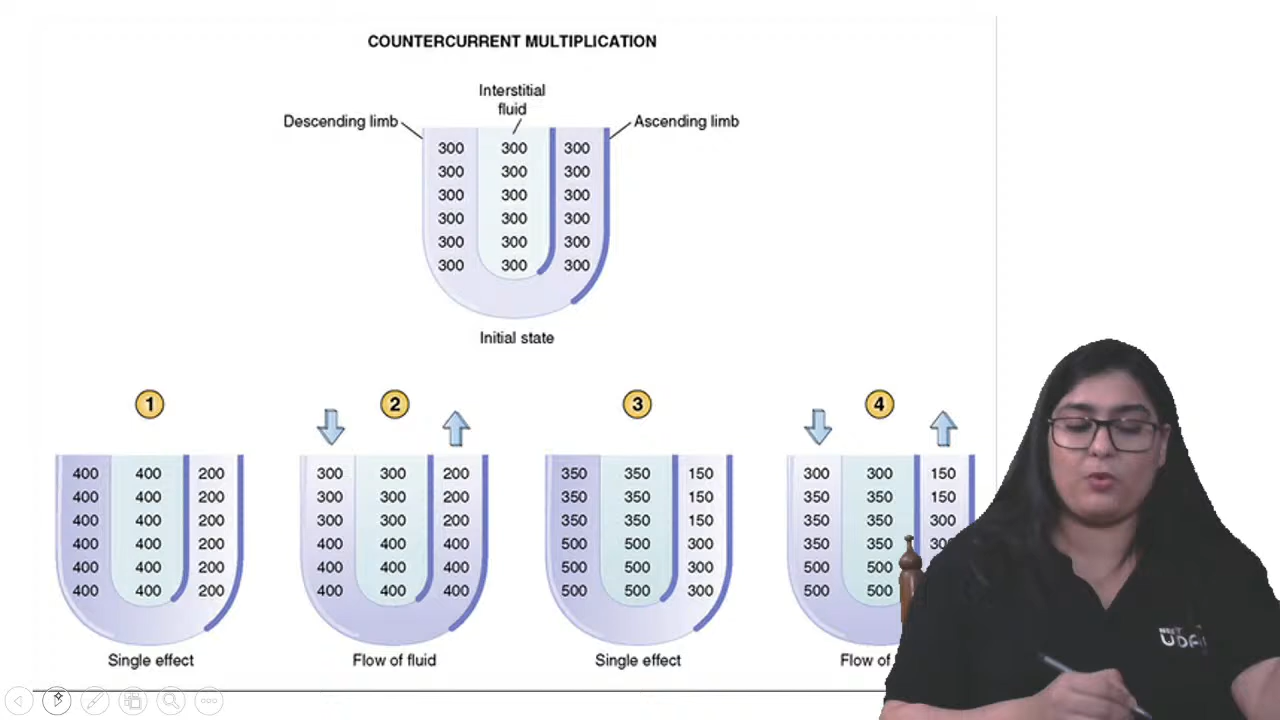 COUNTERCURRENT MULTIPLICATION
Interstitial
fluid
Descending limb
Ascending limb
300 300 300
300 300 300
300 300 300
300 300 300
300 300 300
300 300 300
Initial state
1
400 400 200
400 400 200
400 400 200
400 400 200
400 400 200
400 400 200
Single effect
2
300 300 200
300 300 200
300 300 200
400 400 400
400 400 400
400 400 400
Flow of fluid
3
350 350 150
350 350 150
350 350 150
500 500 300
500 500 300
500 500 300
Single effect
4
300 300 150
350 350 150
350 350 300
350 350
500 500
500 500
Flow of